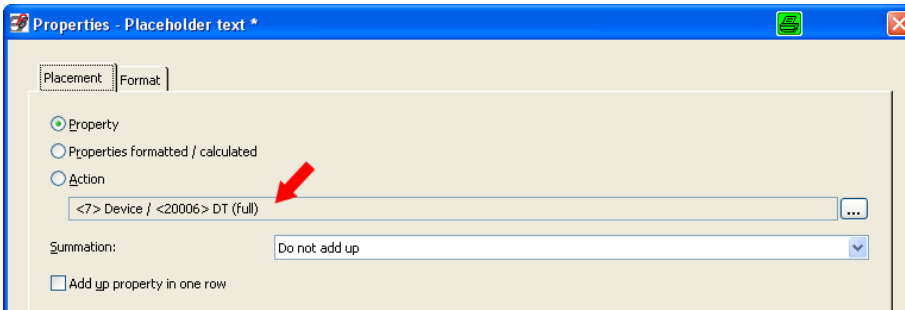 Properties - Placeholder text *
Placement Format
Property
Properties formatted / calculated
Action
<7> Device / <20006> DT (full)
...
Summation: Do not add up
Add up property in one row